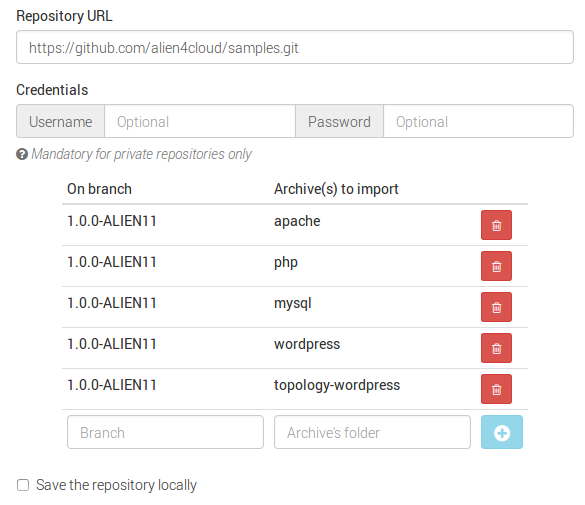 Repository URL
https://github.com/alien4cloud/samples.git
Credentials
Username Optional Password Optional
Mandatory for private repositories only
On branch Archive(s) to import
1.0.0-ALIEN11 apache
1.0.0-ALIEN11 php
1.0.0-ALIEN11 mysql
1.0.0-ALIEN11 wordpress
1.0.0-ALIEN11 topology-wordpress
Branch Archive's folder
Save the repository locally